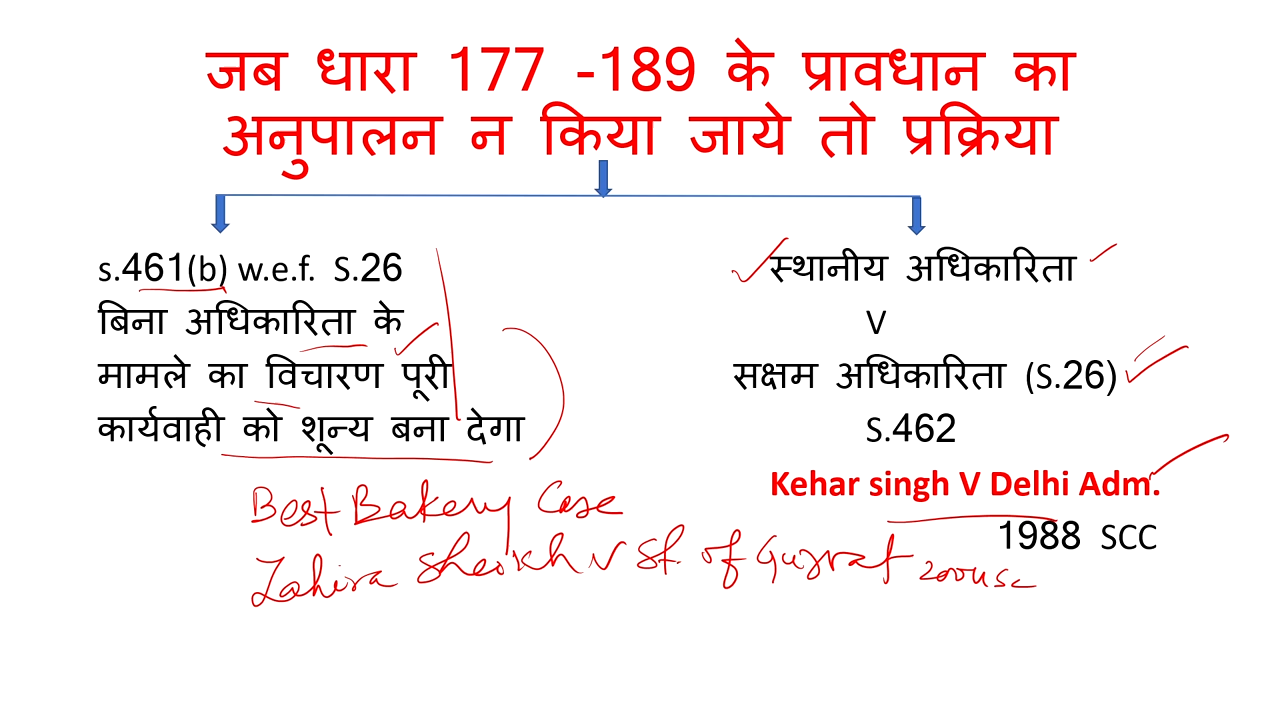 जब धारा 177 -189 के प्रावधान का
अनुपालन न किया जाये तो प्रक्रिया
s.461(b) w.e.f. S.26
बिना अधिकारिता के
मामले का विचारण पूरी
कार्यवाही को शून्य बना देगा
स्थानीय अधिकारिता
V
सक्षम अधिकारिता (S.26)
S.462
Kehar singh V Delhi Adm.
1988 SCC
Best Bakery Case
Zahira Sheikh V St. of Gujrat 2004 SC